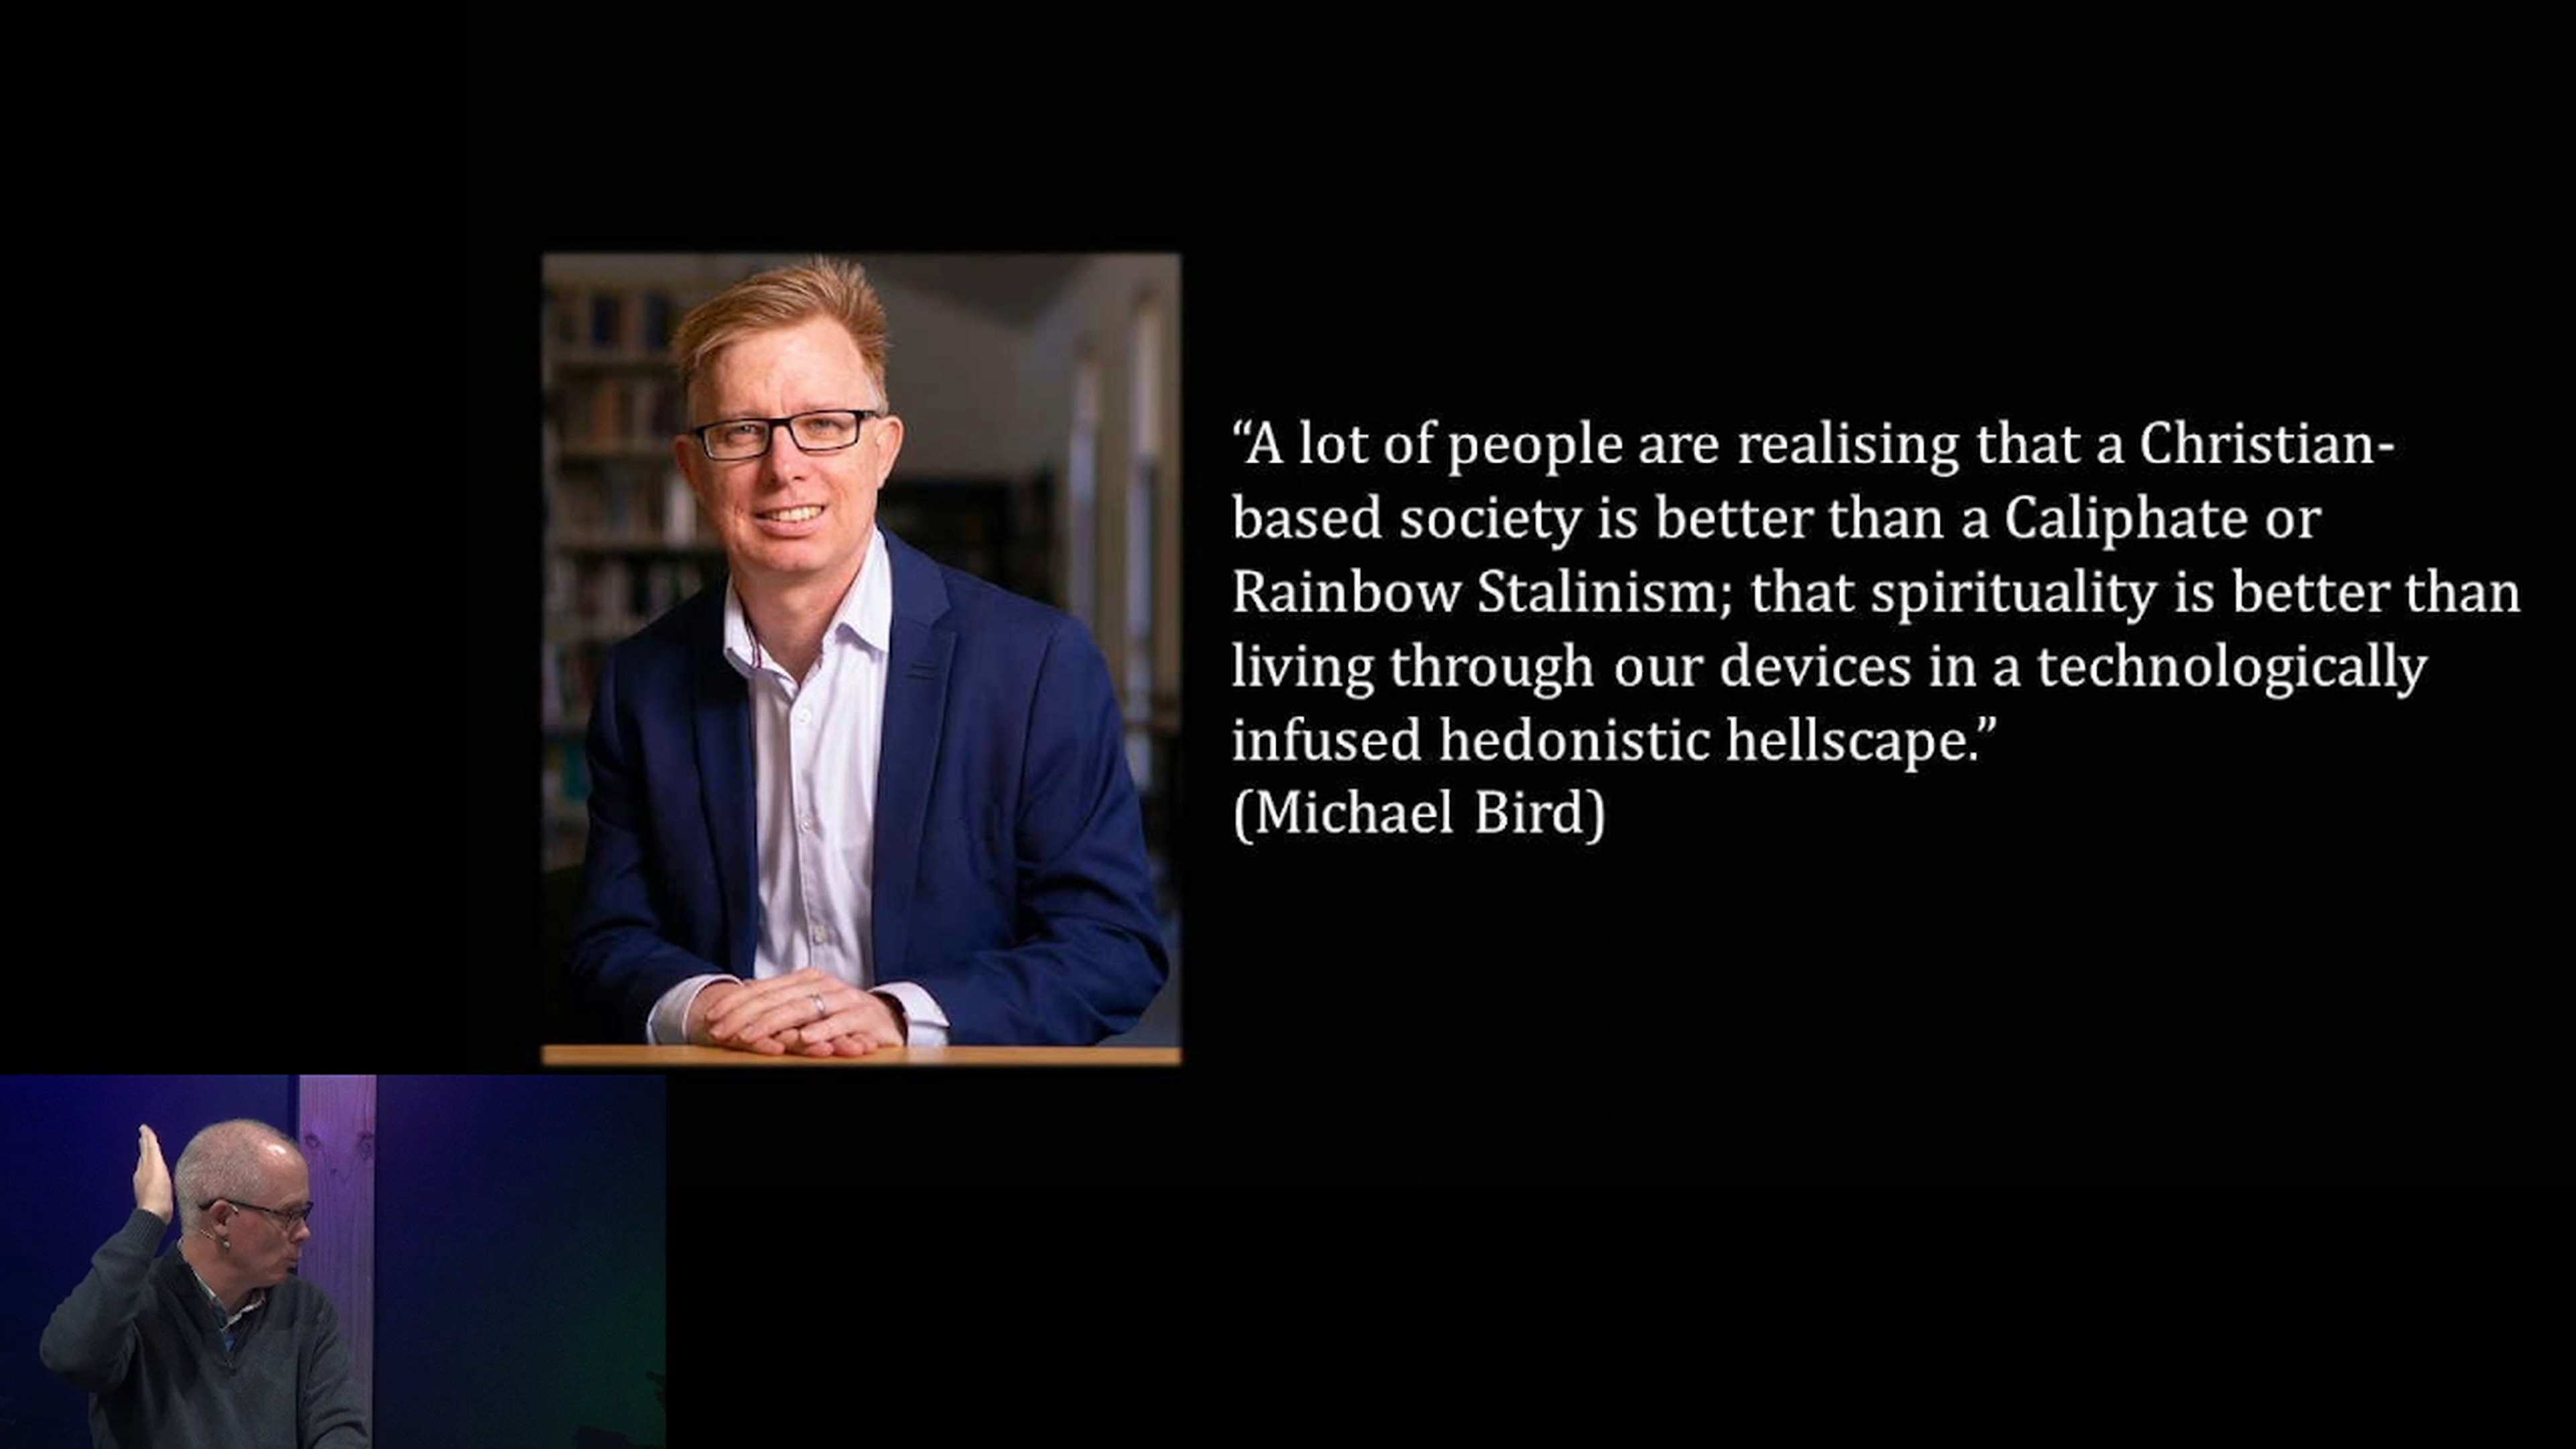 “A lot of people are realising that a Christian-
based society is better than a Caliphate or
Rainbow Stalinism; that spirituality is better than
living through our devices in a technologically
infused hedonistic hellscape.”
(Michael Bird)